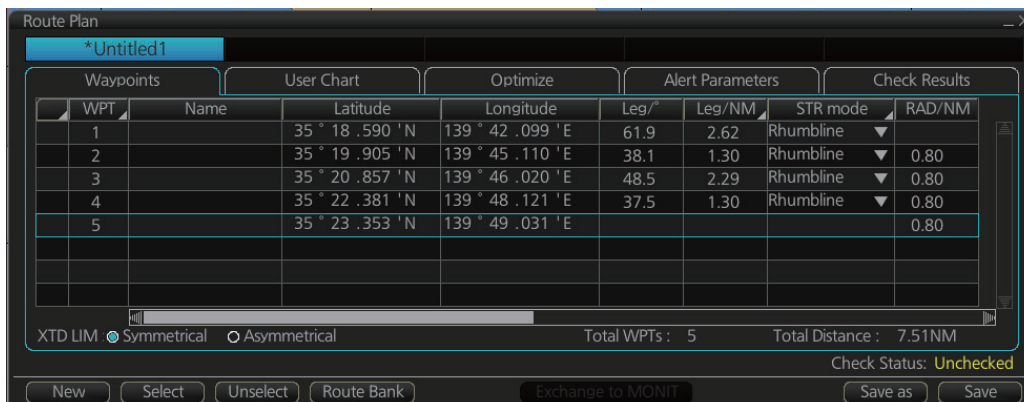 Route Plan
*Untitled1
Waypoints User Chart Optimize Alert Parameters Check Results
WPT Name Latitude Longitude Leg/° Leg/NM STR mode RAD/NM
1 35 ° 18 .590 'N 139 ° 42 .099 'E 61.9 2.62 Rhumbline
2 35 ° 19 .905 'N 139 ° 45 .110 'E 38.1 1.30 Rhumbline 0.80
3 35 ° 20 .857 'N 139 ° 46 .020 'E 48.5 2.29 Rhumbline 0.80
4 35 ° 22 .381 'N 139 ° 48 .121 'E 37.5 1.30 Rhumbline 0.80
5 35 ° 23 .353 'N 139 ° 49 .031 'E 0.80
XTD LIM : Symmetrical Asymmetrical Total WPTs : 5 Total Distance : 7.51NM
Check Status: Unchecked
New Select Unselect Route Bank Exchange to MONIT Save as Save